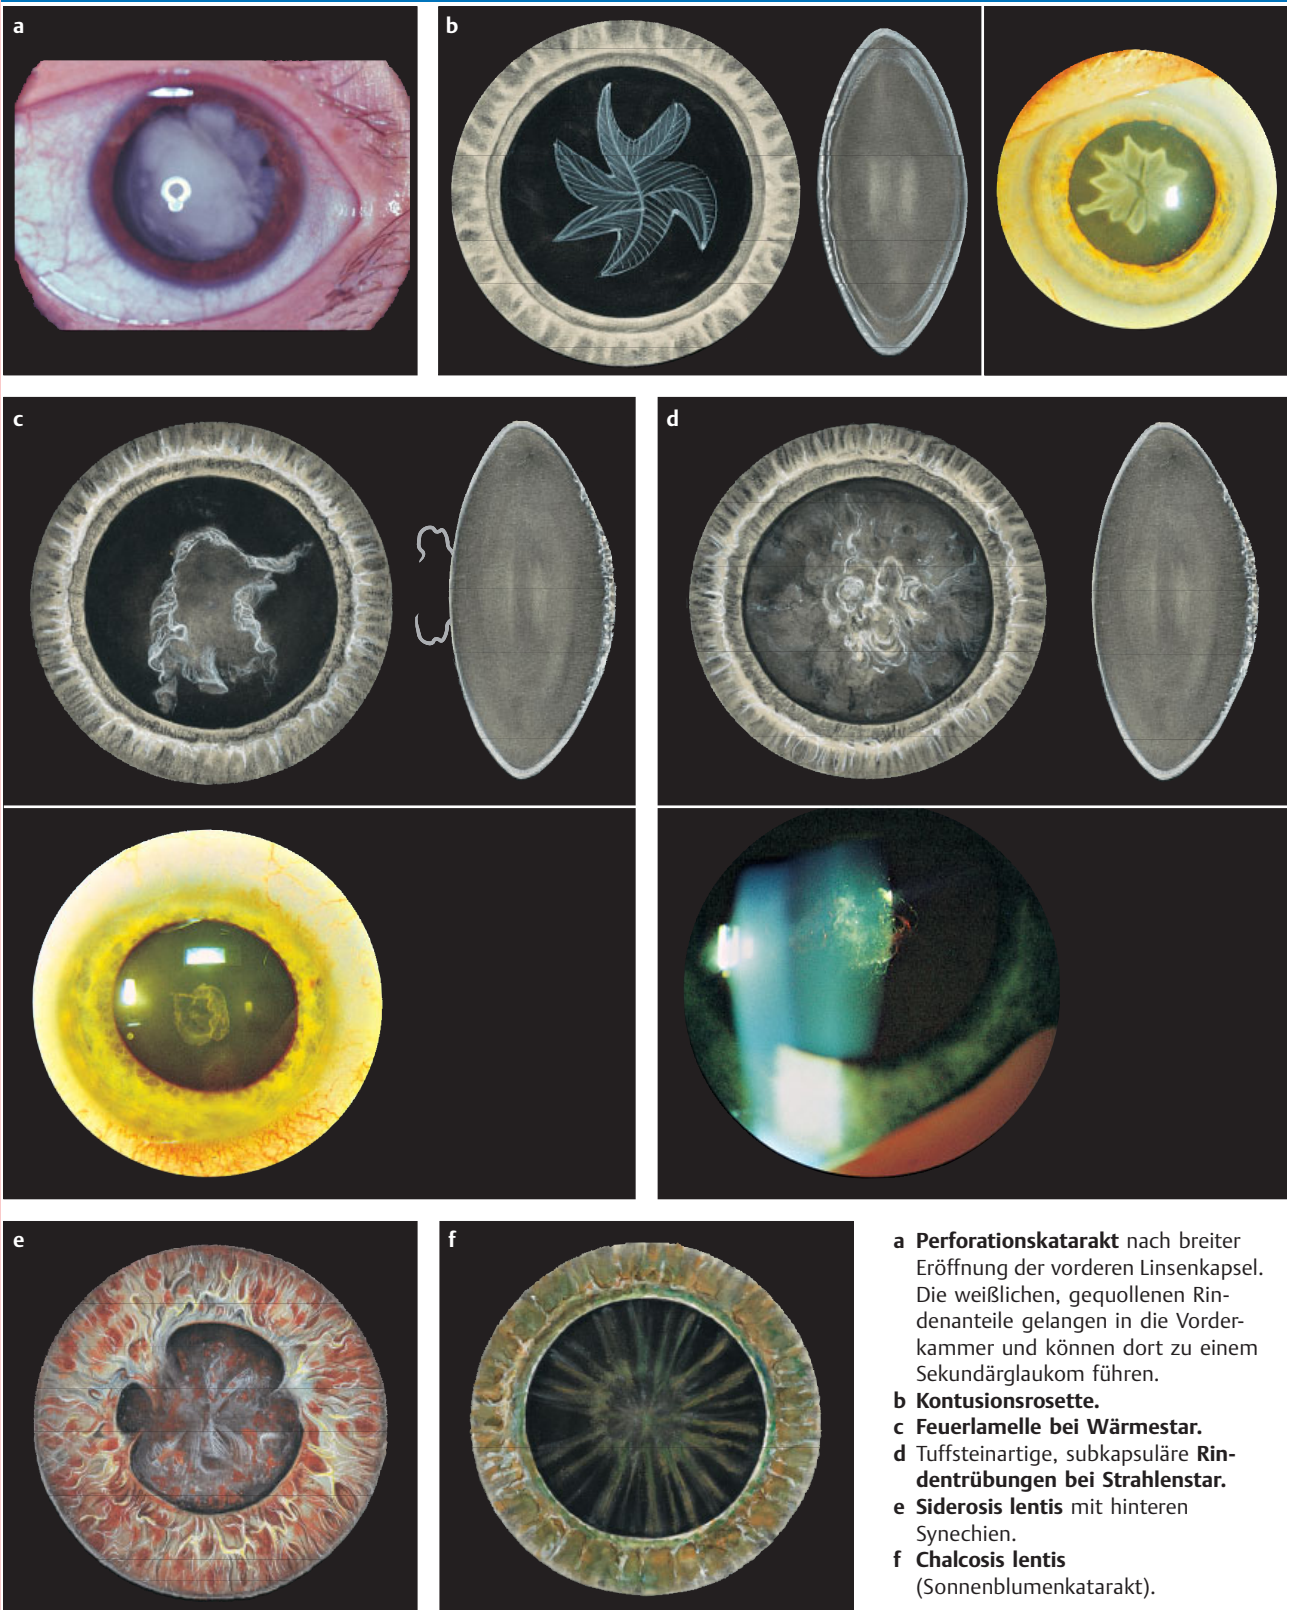 a
b
c
d
e
f
a Perforationskatarakt nach breiter
Eröffnung der vorderen Linsenkapsel.
Die weißlichen, gequollenen Rin-
denanteile gelangen in die Vorder-
kammer und können dort zu einem
Sekundärglaukom führen.
b Kontusionsrosette.
c Feuerlamelle bei Wärmestar.
d Tuffsteinartige, subkapsuläre Rin-
dentrübungen bei Strahlenstar.
e Siderosis lentis mit hinteren
Synechien.
f Chalcosis lentis
(Sonnenblumenkatarakt).